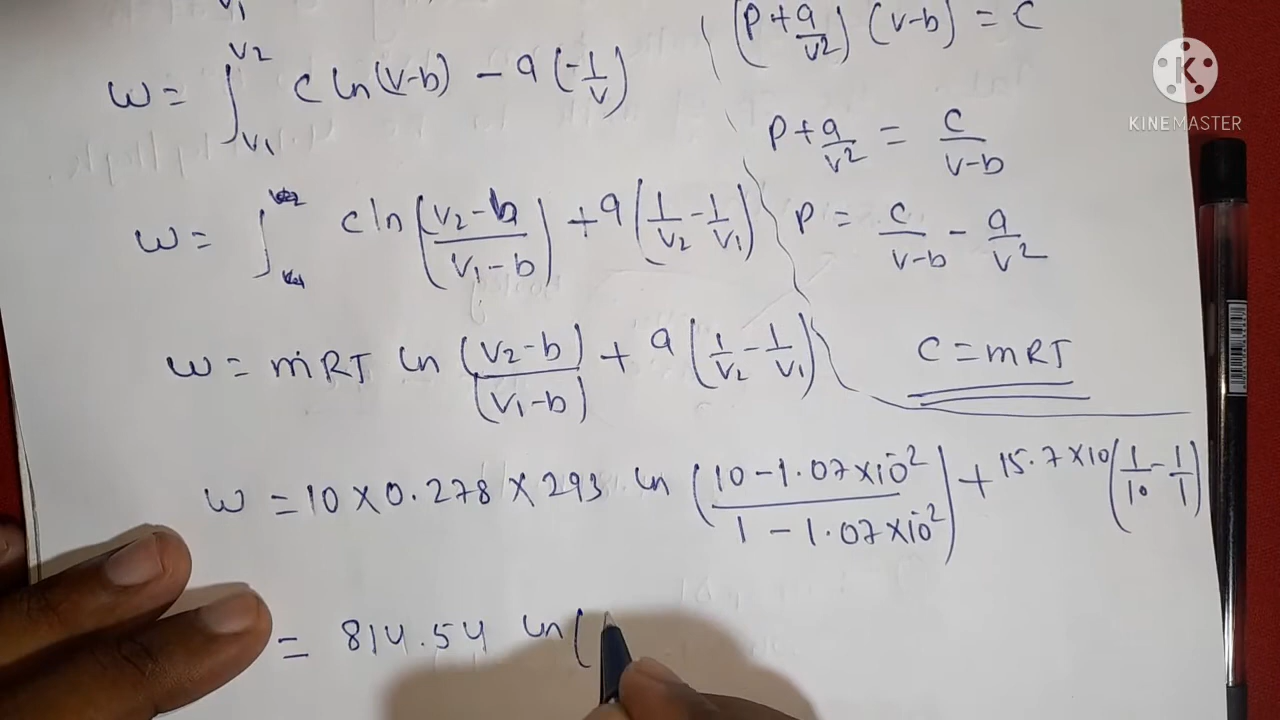 V1
V2
W = ∫ C ln(V-b) - a(-1/V)
V1
(P + a/V²) (V-b) = C
P + a/V² = C/(V-b)
W = ∫ C ln((V2-b)/(V1-b)) + a(1/V2 - 1/V1)
P = C/(V-b) - a/V²
W = mRT ln((V2-b)/(V1-b)) + a(1/V2 - 1/V1)
C = mRT
W = 10 × 0.278 × 293 ln((10 - 1.07×10^-2)/(1 - 1.07×10^-2)) + 15.7×10(1/10 - 1/1)
= 814.54 ln(
KINEMASTER